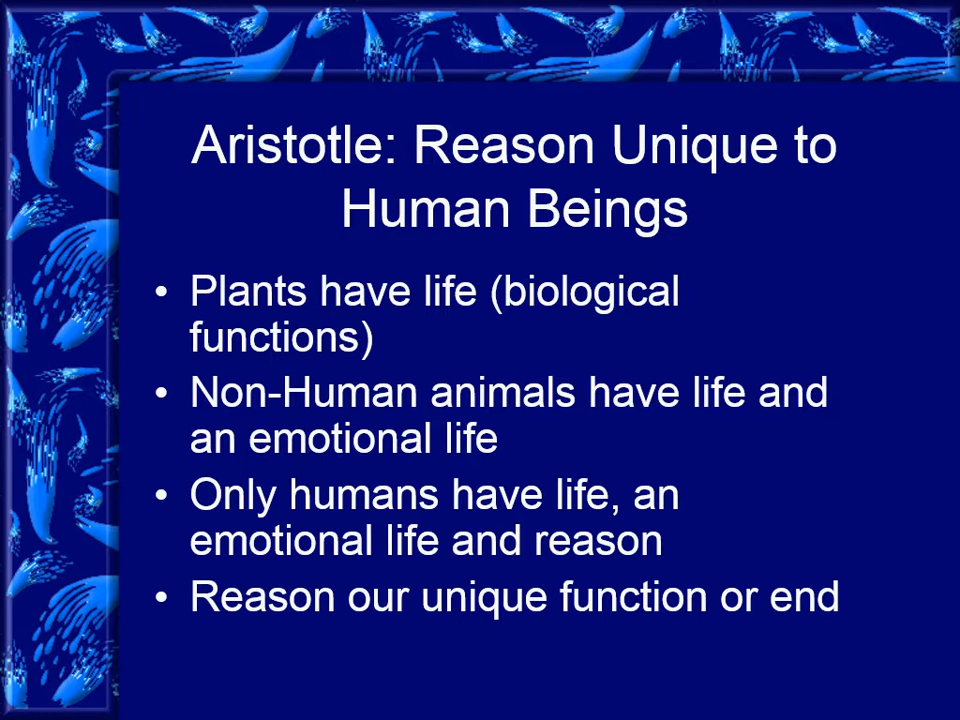 Aristotle: Reason Unique to
Human Beings
• Plants have life (biological
functions)
• Non-Human animals have life and
an emotional life
• Only humans have life, an
emotional life and reason
• Reason our unique function or end